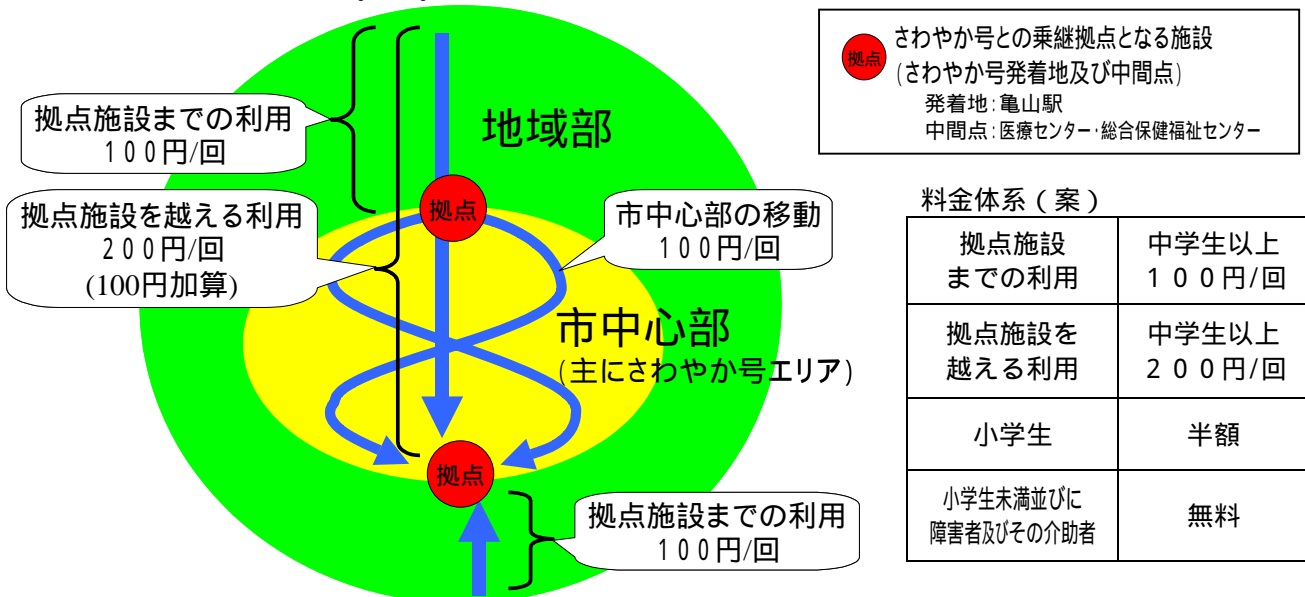 拠点 さわやか号との乗継拠点となる施設
(さわやか号発着地及び中間点)
発着地:亀山駅
中間点:医療センター・総合保健福祉センター
拠点施設までの利用
100円/回
地域部
拠点施設を越える利用
200円/回
(100円加算)
拠点
市中心部の移動
100円/回
市中心部
(主にさわやか号エリア)
拠点
拠点施設までの利用
100円/回
料金体系(案)
拠点施設
までの利用
中学生以上
100円/回
拠点施設を
越える利用
中学生以上
200円/回
小学生
半額
小学生未満並びに
障害者及びその介助者
無料